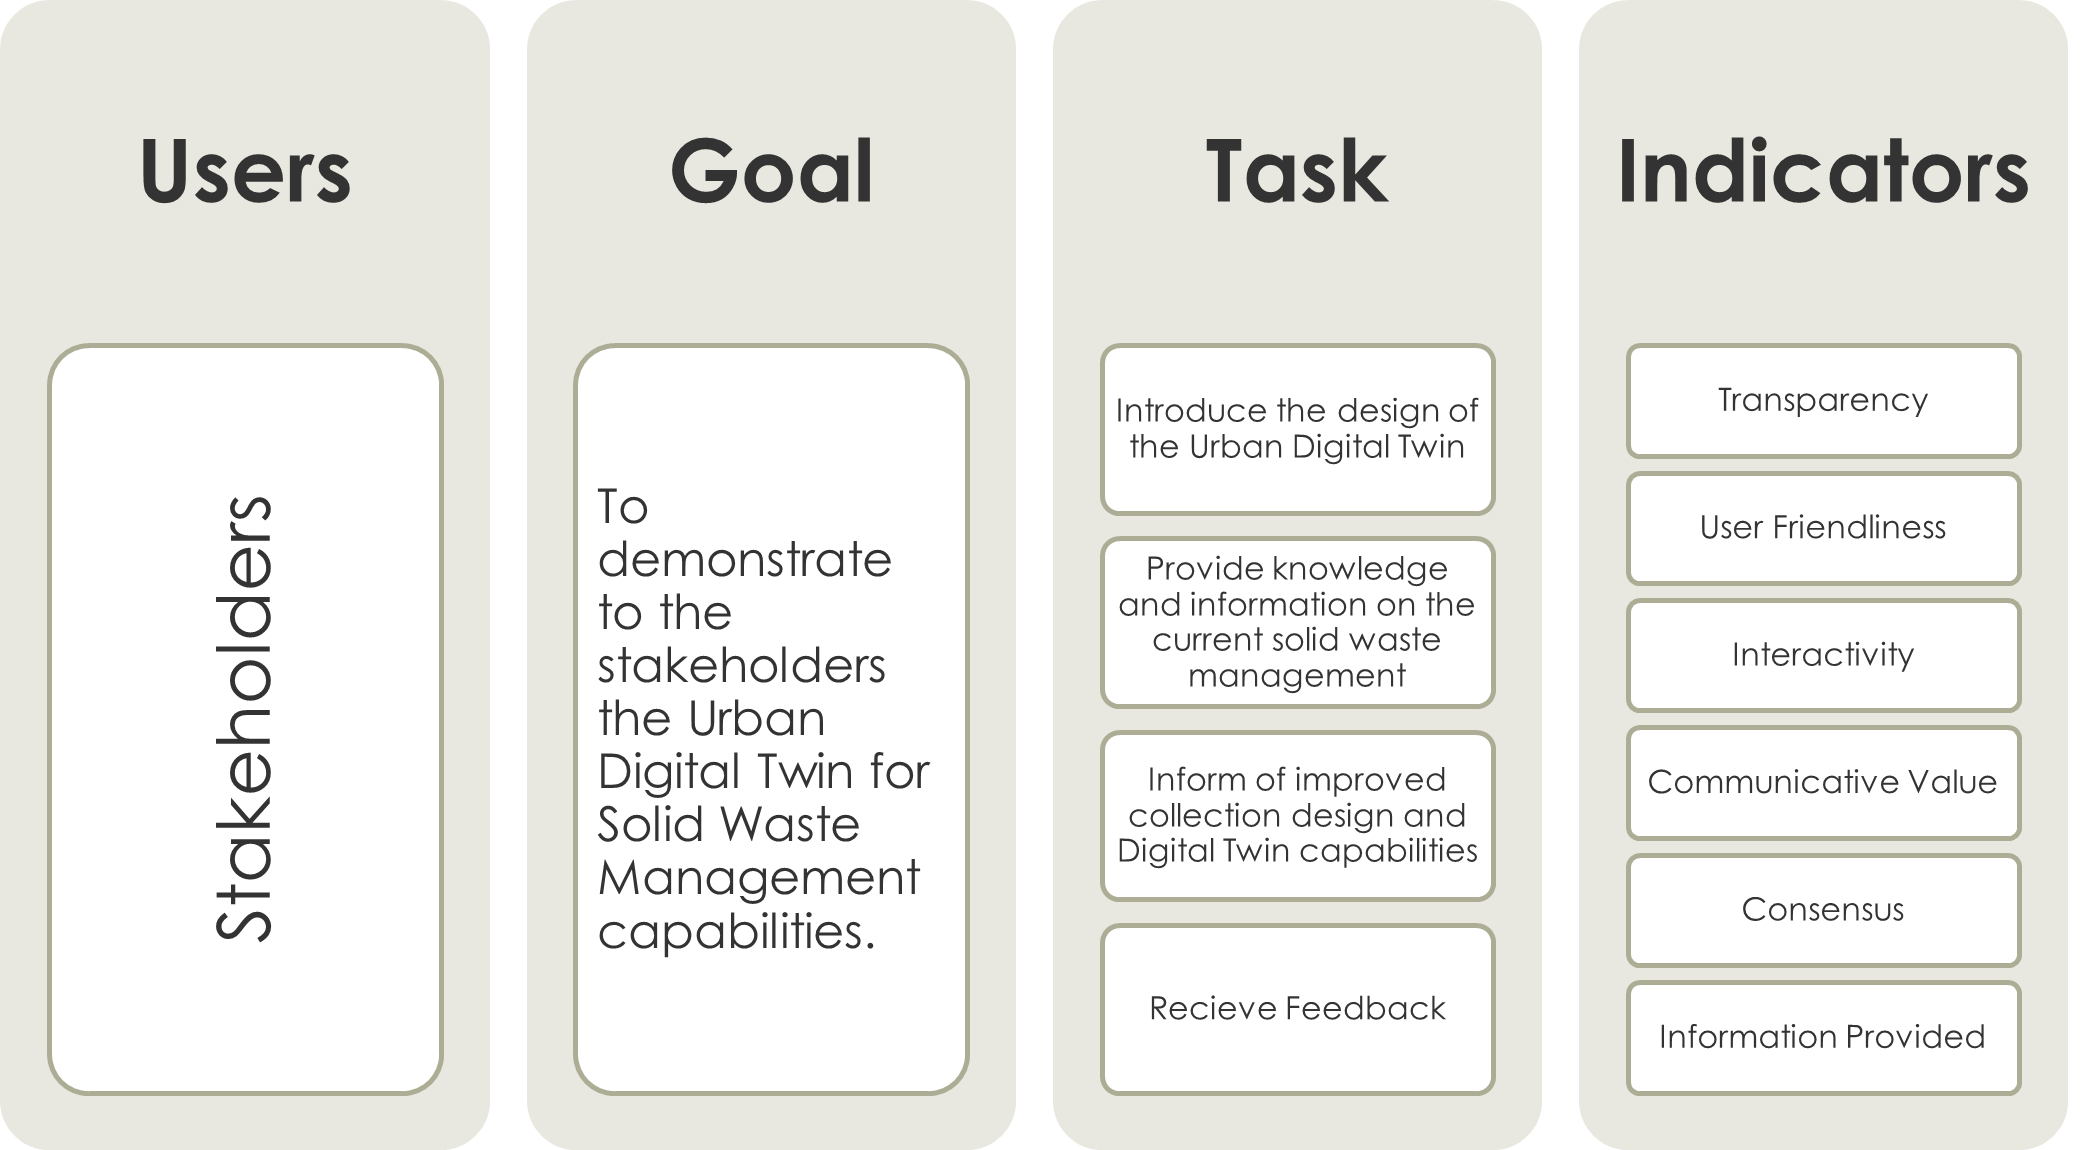 Users
Stakeholders
Goal
To
demonstrate
to the
stakeholders
the Urban
Digital Twin for
Solid Waste
Management
capabilities.
Task
Introduce the design of
the Urban Digital Twin
Provide knowledge
and information on the
current solid waste
management
Inform of improved
collection design and
Digital Twin capabilities
Recieve Feedback
Indicators
Transparency
User Friendliness
Interactivity
Communicative Value
Consensus
Information Provided